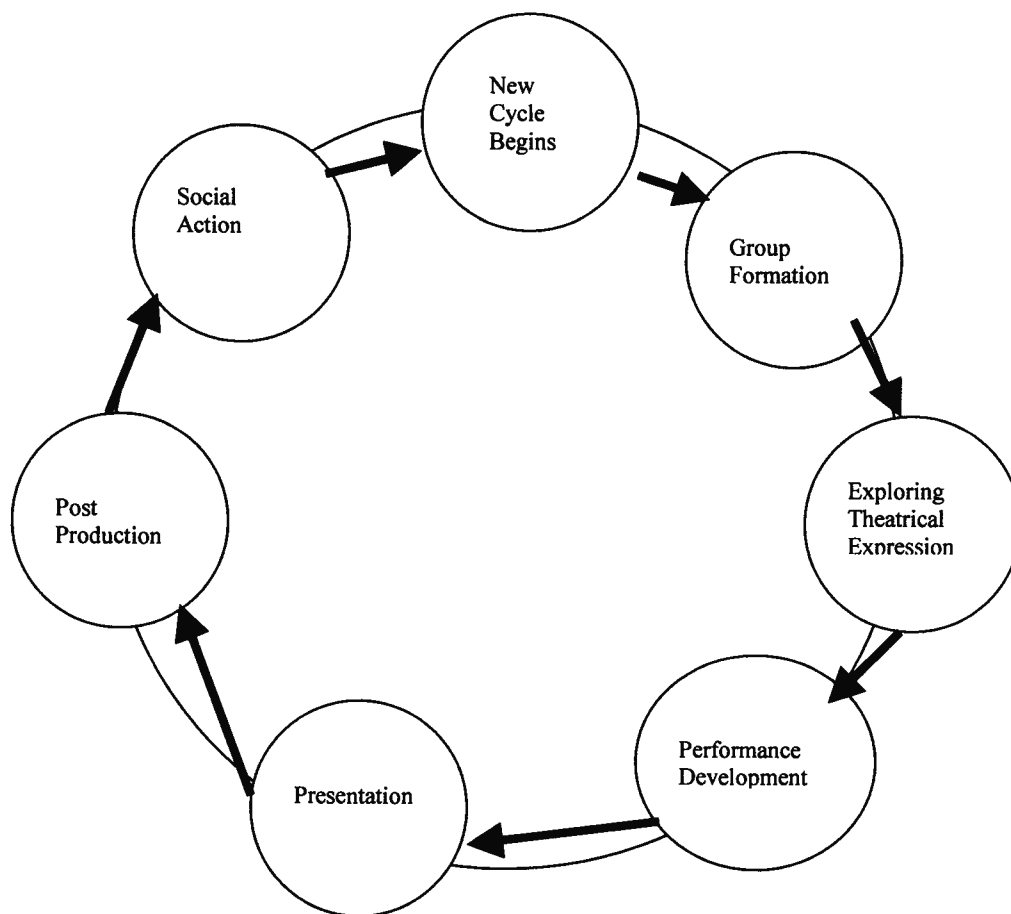 New
Cycle
Begins
Group
Formation
Exploring
Theatrical
Expression
Performance
Development
Presentation
Post
Production
Social
Action